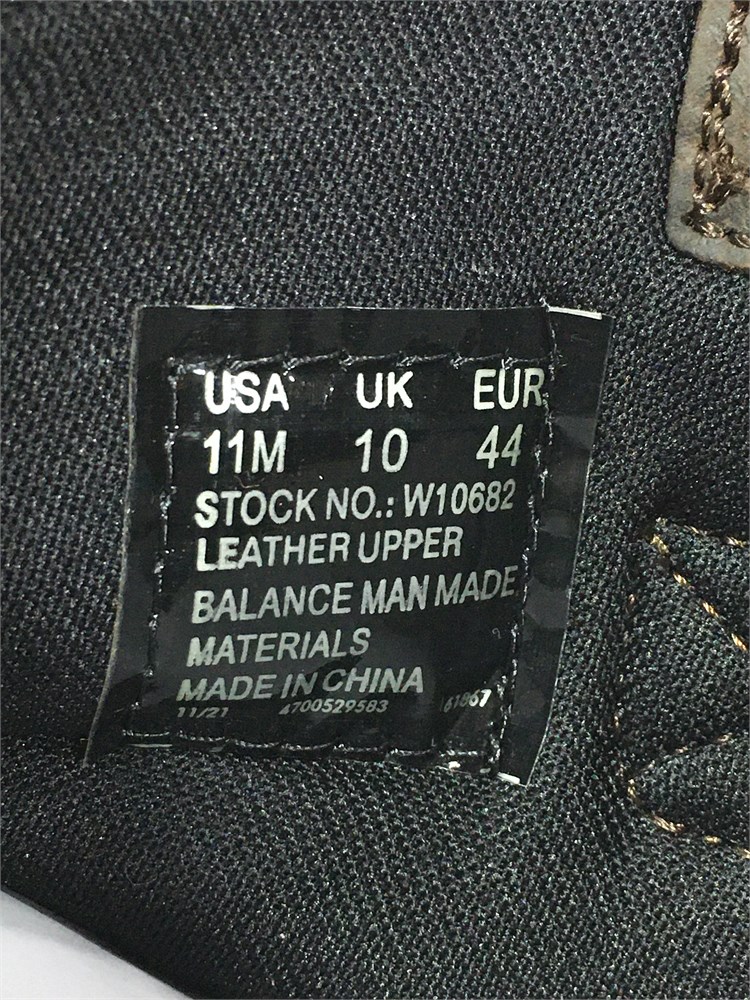 USA UK EUR
11M 10 44
STOCK NO.: W10682
LEATHER UPPER
BALANCE MAN MADE
MATERIALS
MADE IN CHINA
11/21 4700529583 161867